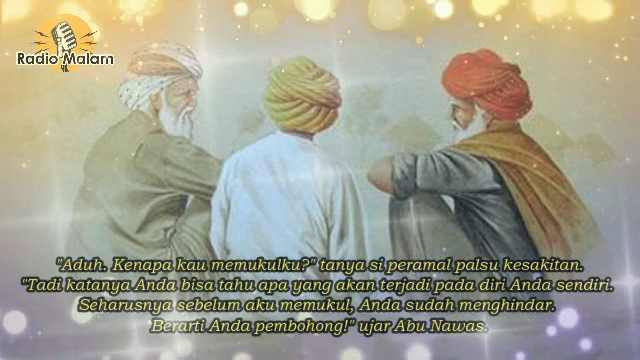 Radio Malam
"Aduh. Kenapa kau memukulku?" tanya si peramal palsu kesakitan.
"Tadi katanya Anda bisa tahu apa yang akan terjadi pada diri Anda sendiri.
Seharusnya sebelum aku memukul, Anda sudah menghindar.
Berarti Anda pembohong!" ujar Abu Nawas.